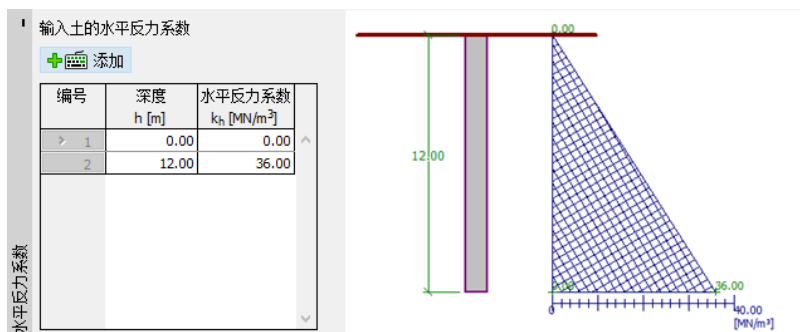 输入土的水平反力系数
添加
编号 深度 水平反力系数
h [m] kₕ [MN/m³]
1 0.00 0.00
2 12.00 36.00
水平反力系数
0.00
12.00
0.00 36.00
0 40.00
[MN/m³]